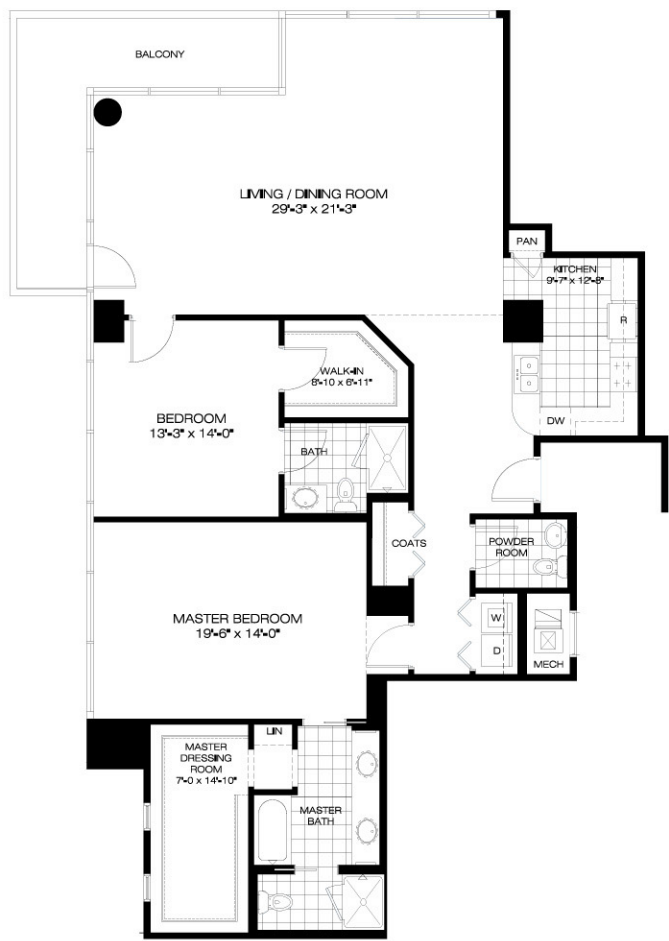 BALCONY
LIVING / DINING ROOM
29'-3" x 21'-3"
PAN
KITCHEN
9'-7" x 12'-8"
R
WALK-IN
8'-10 x 6'-11"
BEDROOM
13'-3" x 14'-0"
DW
BATH
COATS
POWDER
ROOM
MASTER BEDROOM
19'-6" x 14'-0"
W
D
MECH
LIN
MASTER
DRESSING
ROOM
7'-0 x 14'-10"
MASTER
BATH